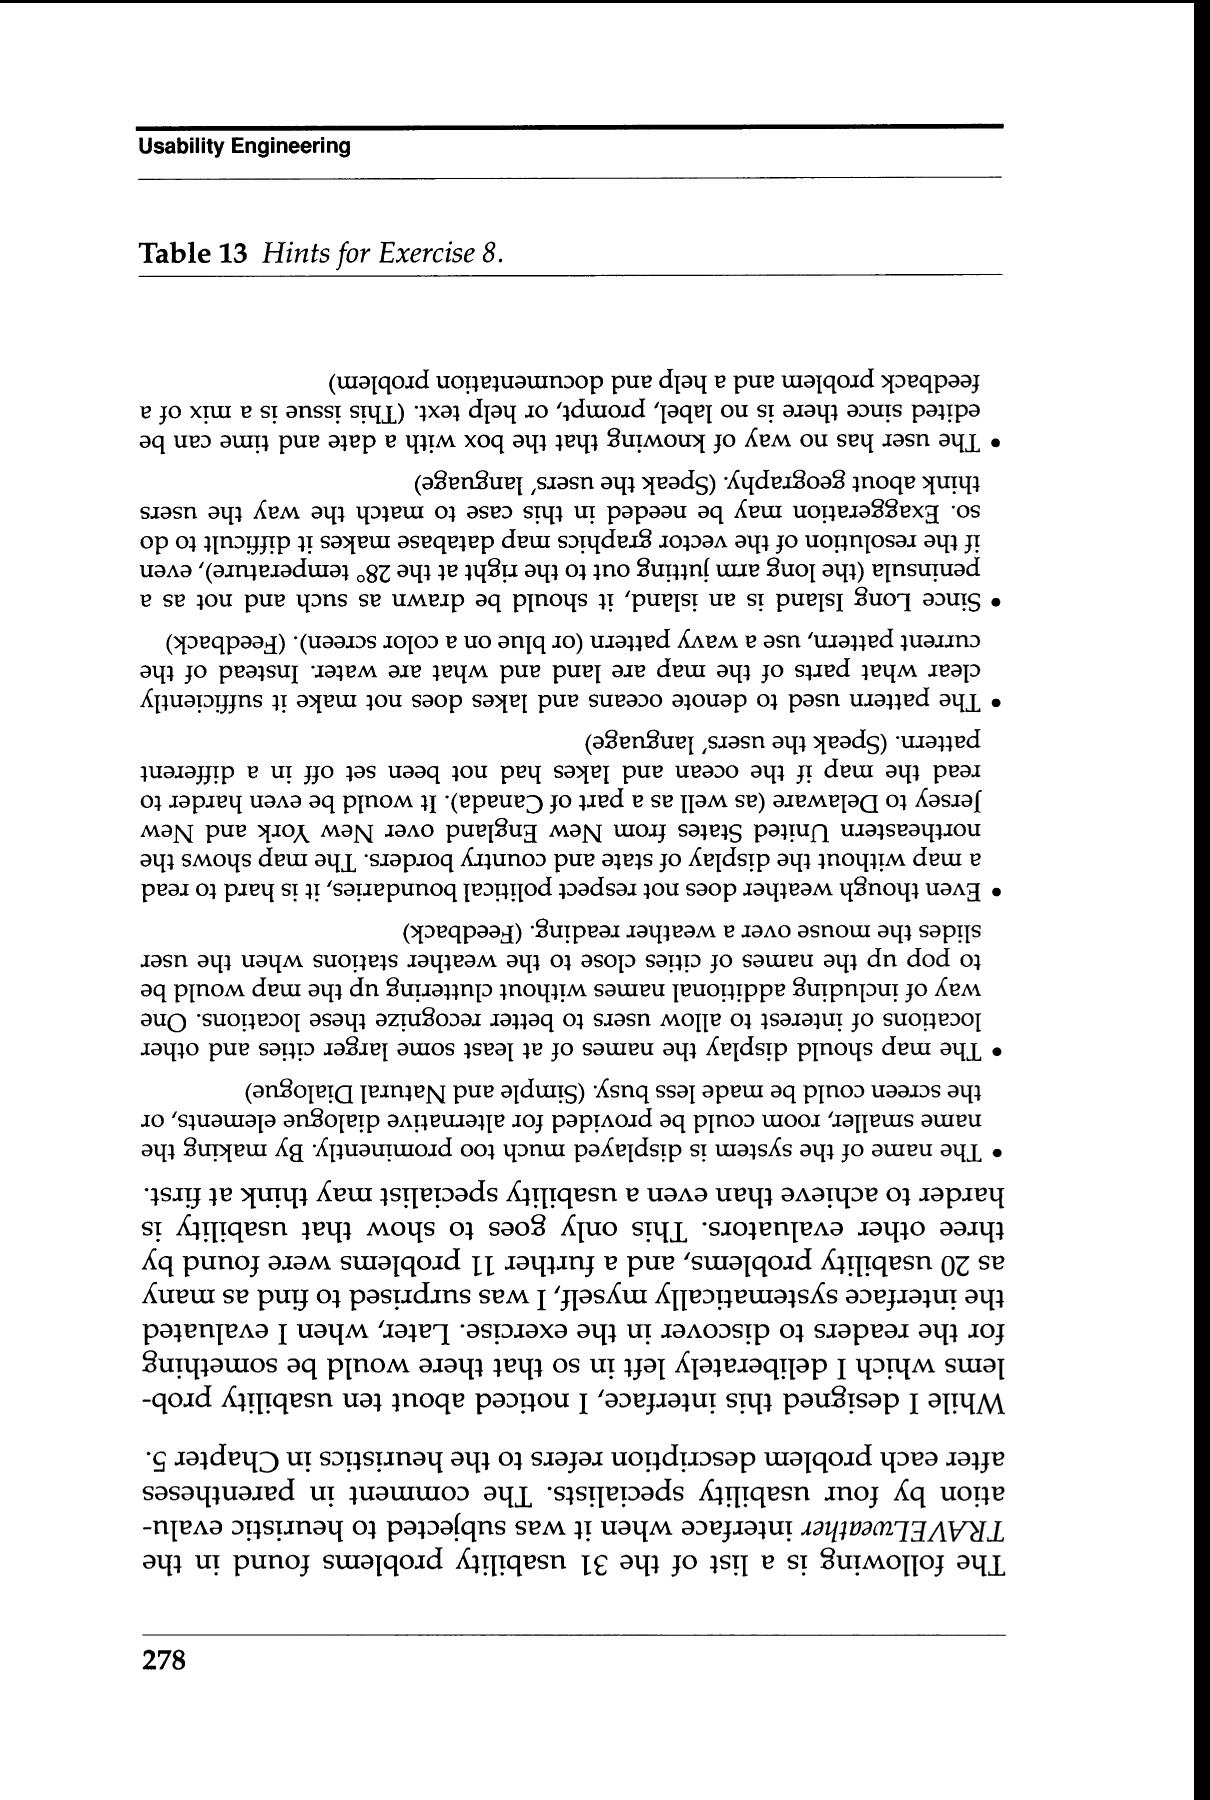 Usability Engineering
Table 13 Hints for Exercise 8.
The following is a list of the 31 usability problems found in the
TRAVELweather interface when it was subjected to heuristic evalu-
ation by four usability specialists. The comment in parentheses
after each problem description refers to the heuristics in Chapter 5.
While I designed this interface, I noticed about ten usability prob-
lems which I deliberately left in so that there would be something
for the readers to discover in the exercise. Later, when I evaluated
the interface systematically myself, I was surprised to find as many
as 20 usability problems, and a further 11 problems were found by
three other evaluators. This only goes to show that usability is
harder to achieve than even a usability specialist may think at first.
• The name of the system is displayed much too prominently. By making the
name smaller, room could be provided for alternative dialogue elements, or
the screen could be made less busy. (Simple and Natural Dialogue)
• The map should display the names of at least some larger cities and other
locations of interest to allow users to better recognize these locations. One
way of including additional names without cluttering up the map would be
to pop up the names of cities close to the weather stations when the user
slides the mouse over a weather reading. (Feedback)
• Even though weather does not respect political boundaries, it is hard to read
a map without the display of state and country borders. The map shows the
northeastern United States from New England over New York and New
Jersey to Delaware (as well as a part of Canada). It would be even harder to
read the map if the ocean and lakes had not been set off in a different
pattern. (Speak the users' language)
• The pattern used to denote oceans and lakes does not make it sufficiently
clear what parts of the map are land and what are water. Instead of the
current pattern, use a wavy pattern (or blue on a color screen). (Feedback)
• Since Long Island is an island, it should be drawn as such and not as a
peninsula (the long arm jutting out to the right at the 28° temperature), even
if the resolution of the vector graphics map database makes it difficult to do
so. Exaggeration may be needed in this case to match the way the users
think about geography. (Speak the users' language)
• The user has no way of knowing that the box with a date and time can be
edited since there is no label, prompt, or help text. (This issue is a mix of a
feedback problem and a help and documentation problem)
278